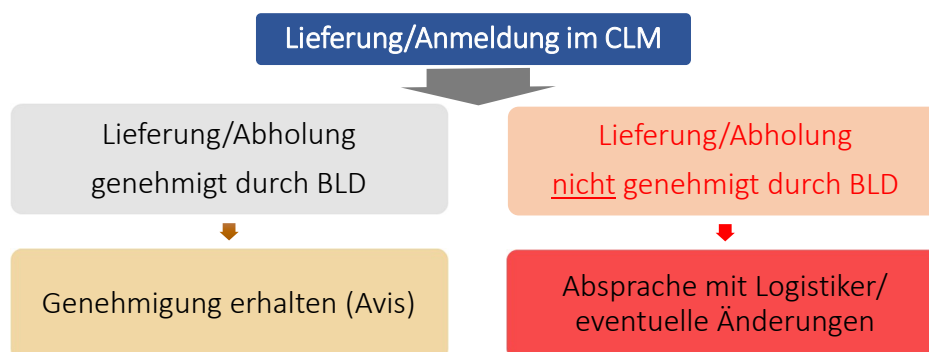 Lieferung/Anmeldung im CLM
Lieferung/Abholung
genehmigt durch BLD
Lieferung/Abholung
nicht genehmigt durch BLD
Genehmigung erhalten (Avis)
Absprache mit Logistiker/
eventuelle Änderungen